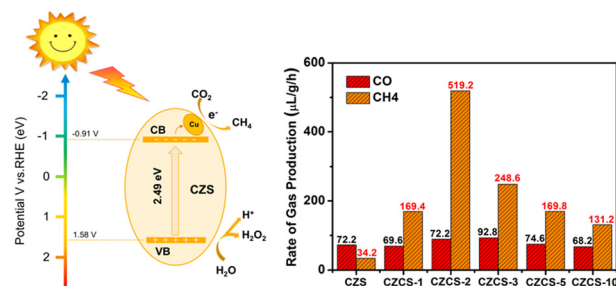 Potential V vs.RHE (eV)
-2
-1
0
1
2
-0.91 V
1.58 V
CO₂
e⁻
CH₄
Cu
CB
CZS
2.49 eV
VB
H⁺
H₂O₂
H₂O
Rate of Gas Production (μL/g/h)
600
400
200
0
CO
CH4
72.2
34.2
69.6
169.4
72.2
519.2
92.8
248.6
74.6
169.8
68.2
131.2
CZS
CZCS-1
CZCS-2
CZCS-3
CZCS-5